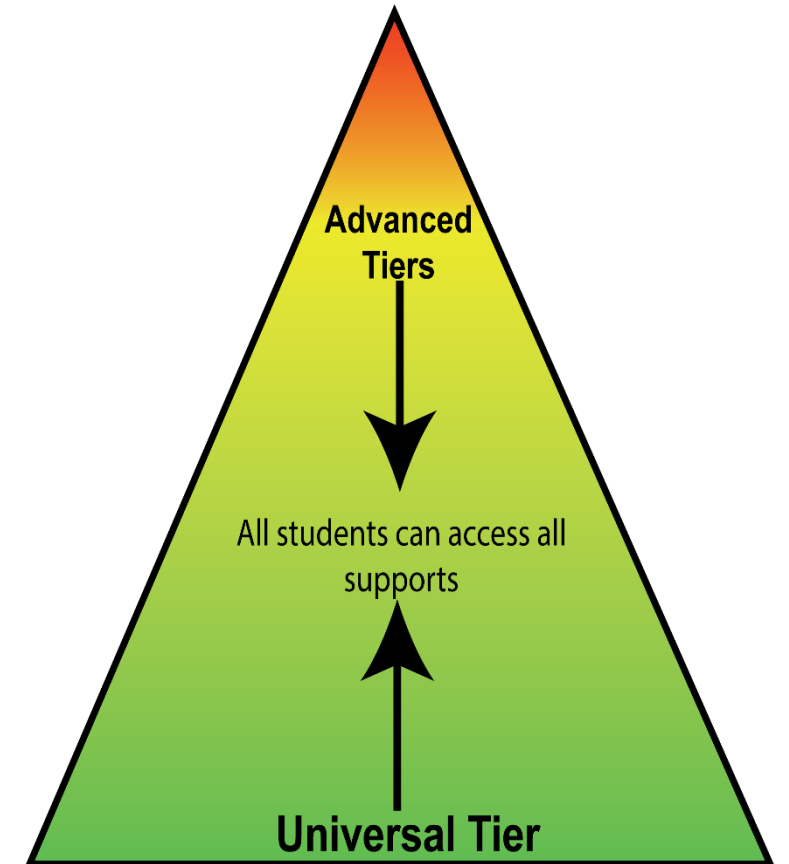 Advanced
Tiers
All students can access all
supports
Universal Tier